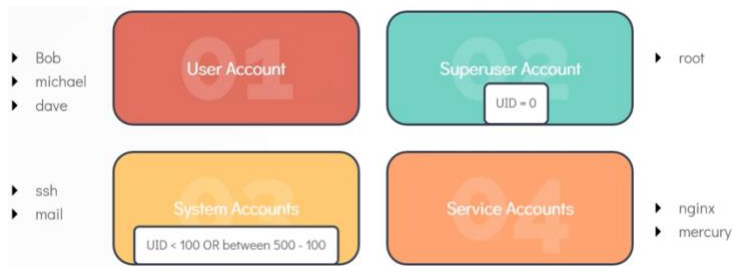 Bob
michael
dave
01
User Account
02
Superuser Account
UID = 0
root
ssh
mail
03
System Accounts
UID < 100 OR between 500 - 100
04
Service Accounts
nginx
mercury